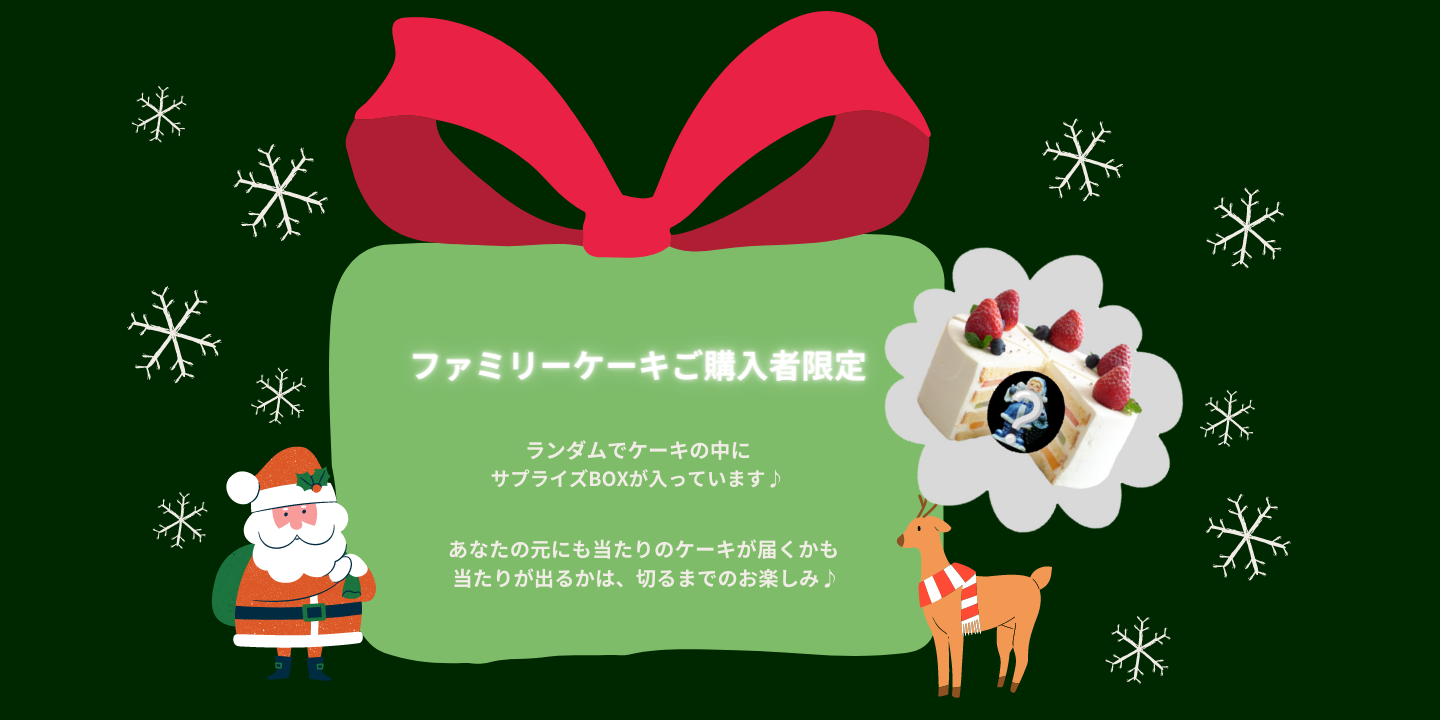 ファミリーケーキご購入者限定
ランダムでケーキの中に
サプライズBOXが入っています♪
あなたの元にも当たりのケーキが届くかも
当たりが出るかは、切るまでのお楽しみ♪
?